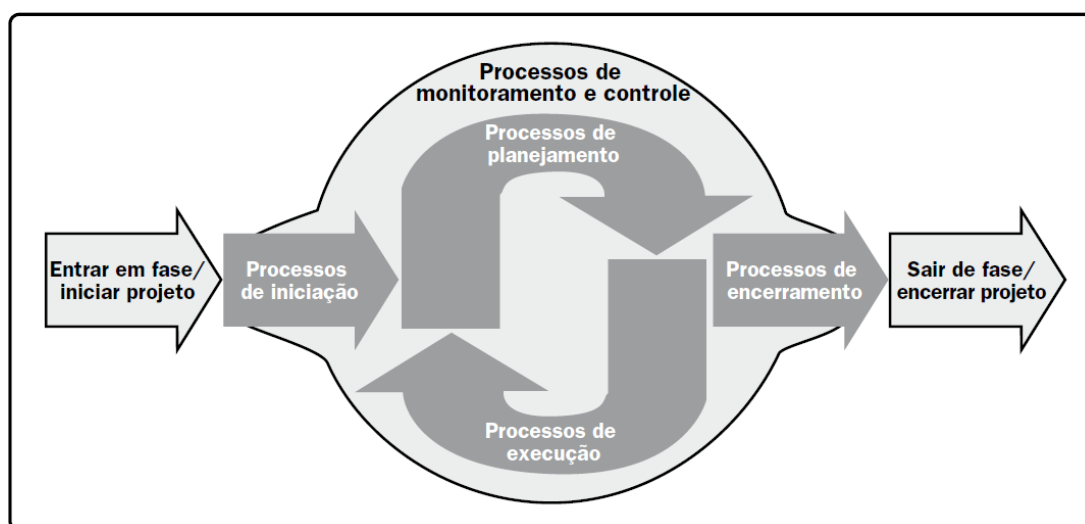 Processos de
monitoramento e controle
Processos de
planejamento
Entrar em fase/
iniciar projeto
Processos
de iniciação
Processos de
encerramento
Sair de fase/
encerrar projeto
Processos de
execução